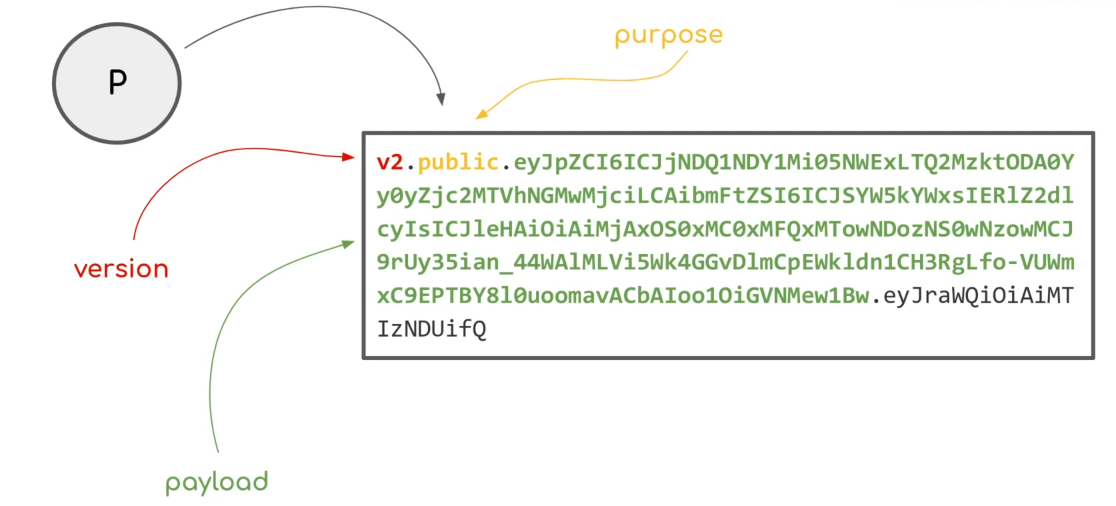 P
purpose
v2.public.eyJpZCI6ICJjNDQ1NDY1Mi05NWExLTQ2MzktODA0Y
y0yZjc2MTVhNGMwMjciLCAibmFtZSI6ICJSYW5kYWxsIERlZ2dl
cyIsICJleHAiOiAiMjAxOS0xMC0xMFQxMTowNDozNS0wNzowMCJ
9rUy35ian_44WAlMLVi5Wk4GGvDlmCpEWkldn1CH3RgLfo-VUWm
xC9EPTBY8l0uoomavACbAIoo1OiGVNMew1Bw.eyJraWQiOiAiMT
IzNDUifQ
version
payload